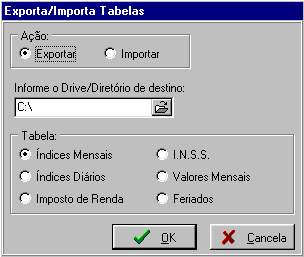 Exporta/Importa Tabelas
Ação:
Exportar Importar
Informe o Drive/Diretório de destino:
C:\
Tabela:
Índices Mensais I.N.S.S.
Índices Diários Valores Mensais
Imposto de Renda Feriados
OK Cancela